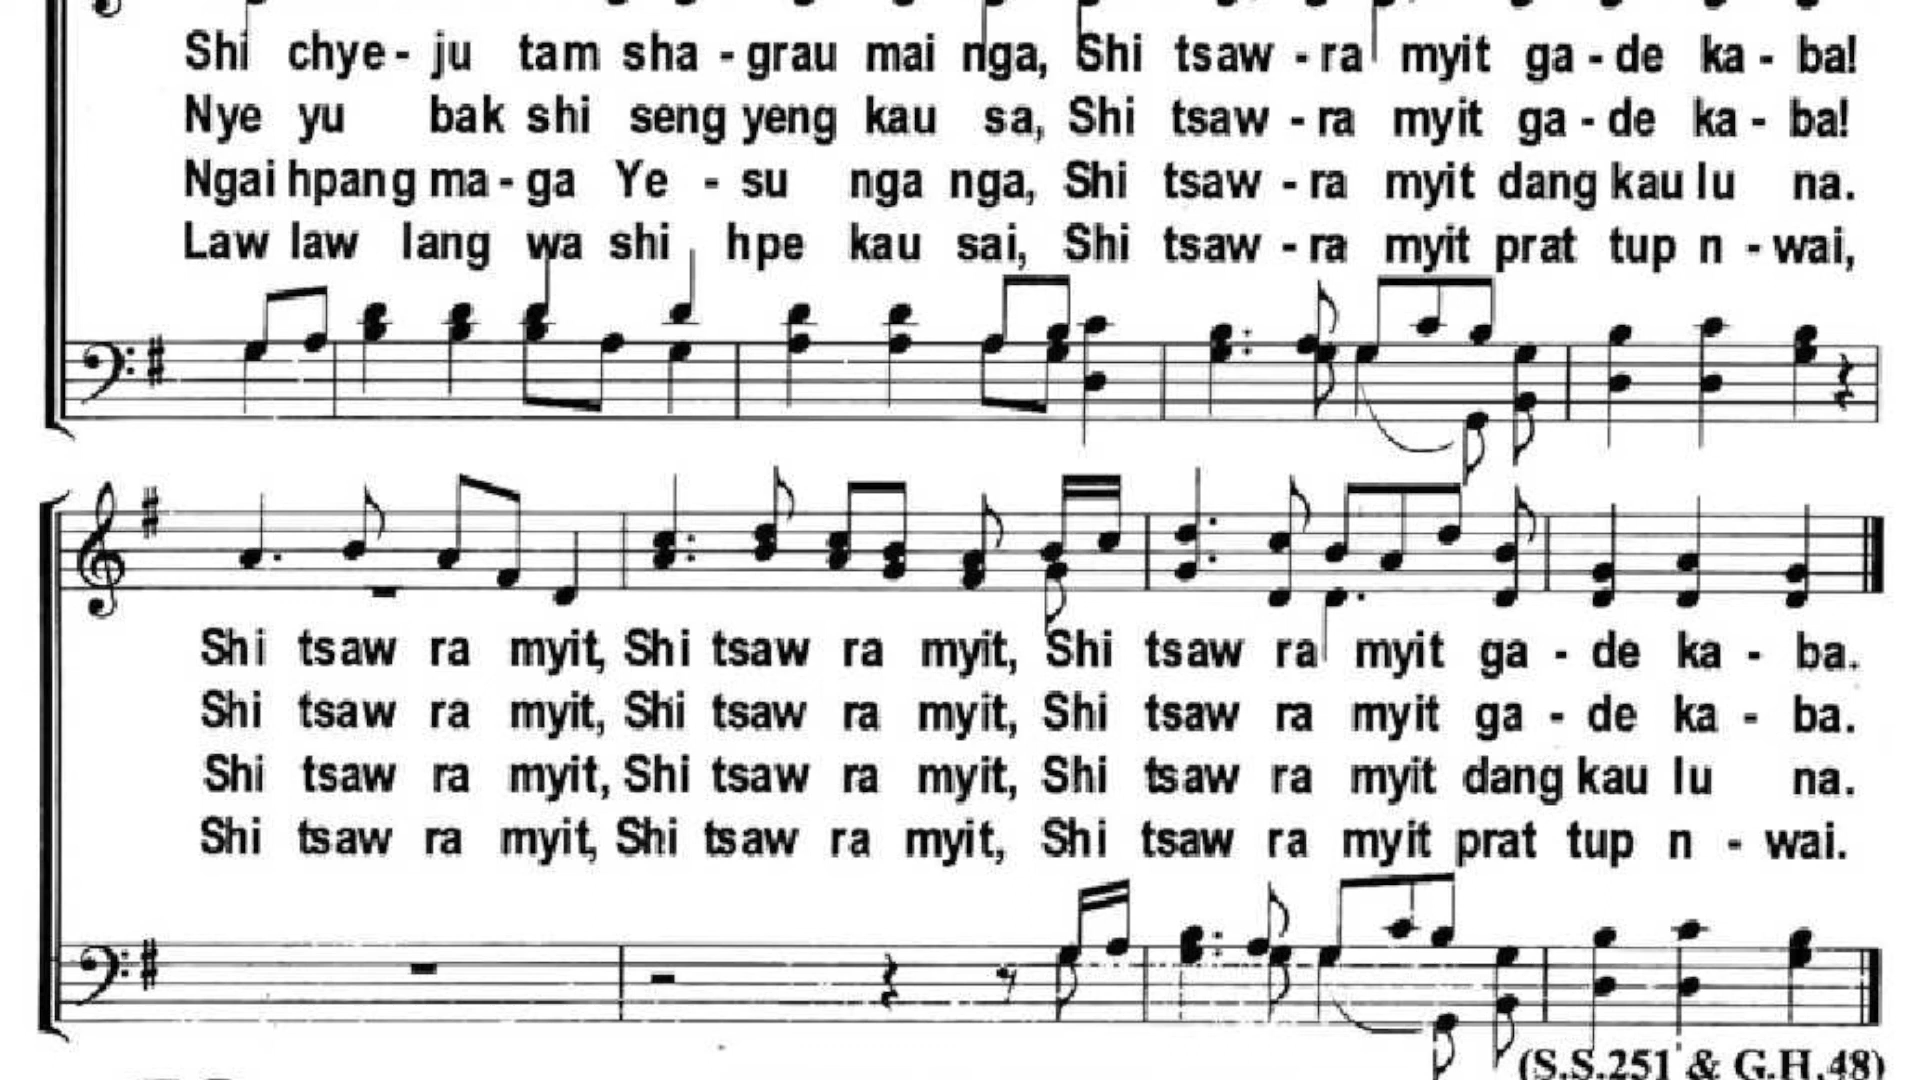 Shi chye-ju tam sha-grau mai nga, Shi tsaw-ra myit ga-de ka-ba!
Nye yu bak shi seng yeng kau sa, Shi tsaw-ra myit ga-de ka-ba!
Ngai hpang ma-ga Ye-su nga nga, Shi tsaw-ra myit dang kau lu na.
Law law lang wa shi hpe kau sai, Shi tsaw-ra myit prat tup n-wai,
Shi tsaw ra myit, Shi tsaw ra myit, Shi tsaw ra myit ga-de ka-ba.
Shi tsaw ra myit, Shi tsaw ra myit, Shi tsaw ra myit ga-de ka-ba.
Shi tsaw ra myit, Shi tsaw ra myit, Shi tsaw ra myit dang kau lu na.
Shi tsaw ra myit, Shi tsaw ra myit, Shi tsaw ra myit prat tup n-wai.
(S.S.251 & G.H.48)